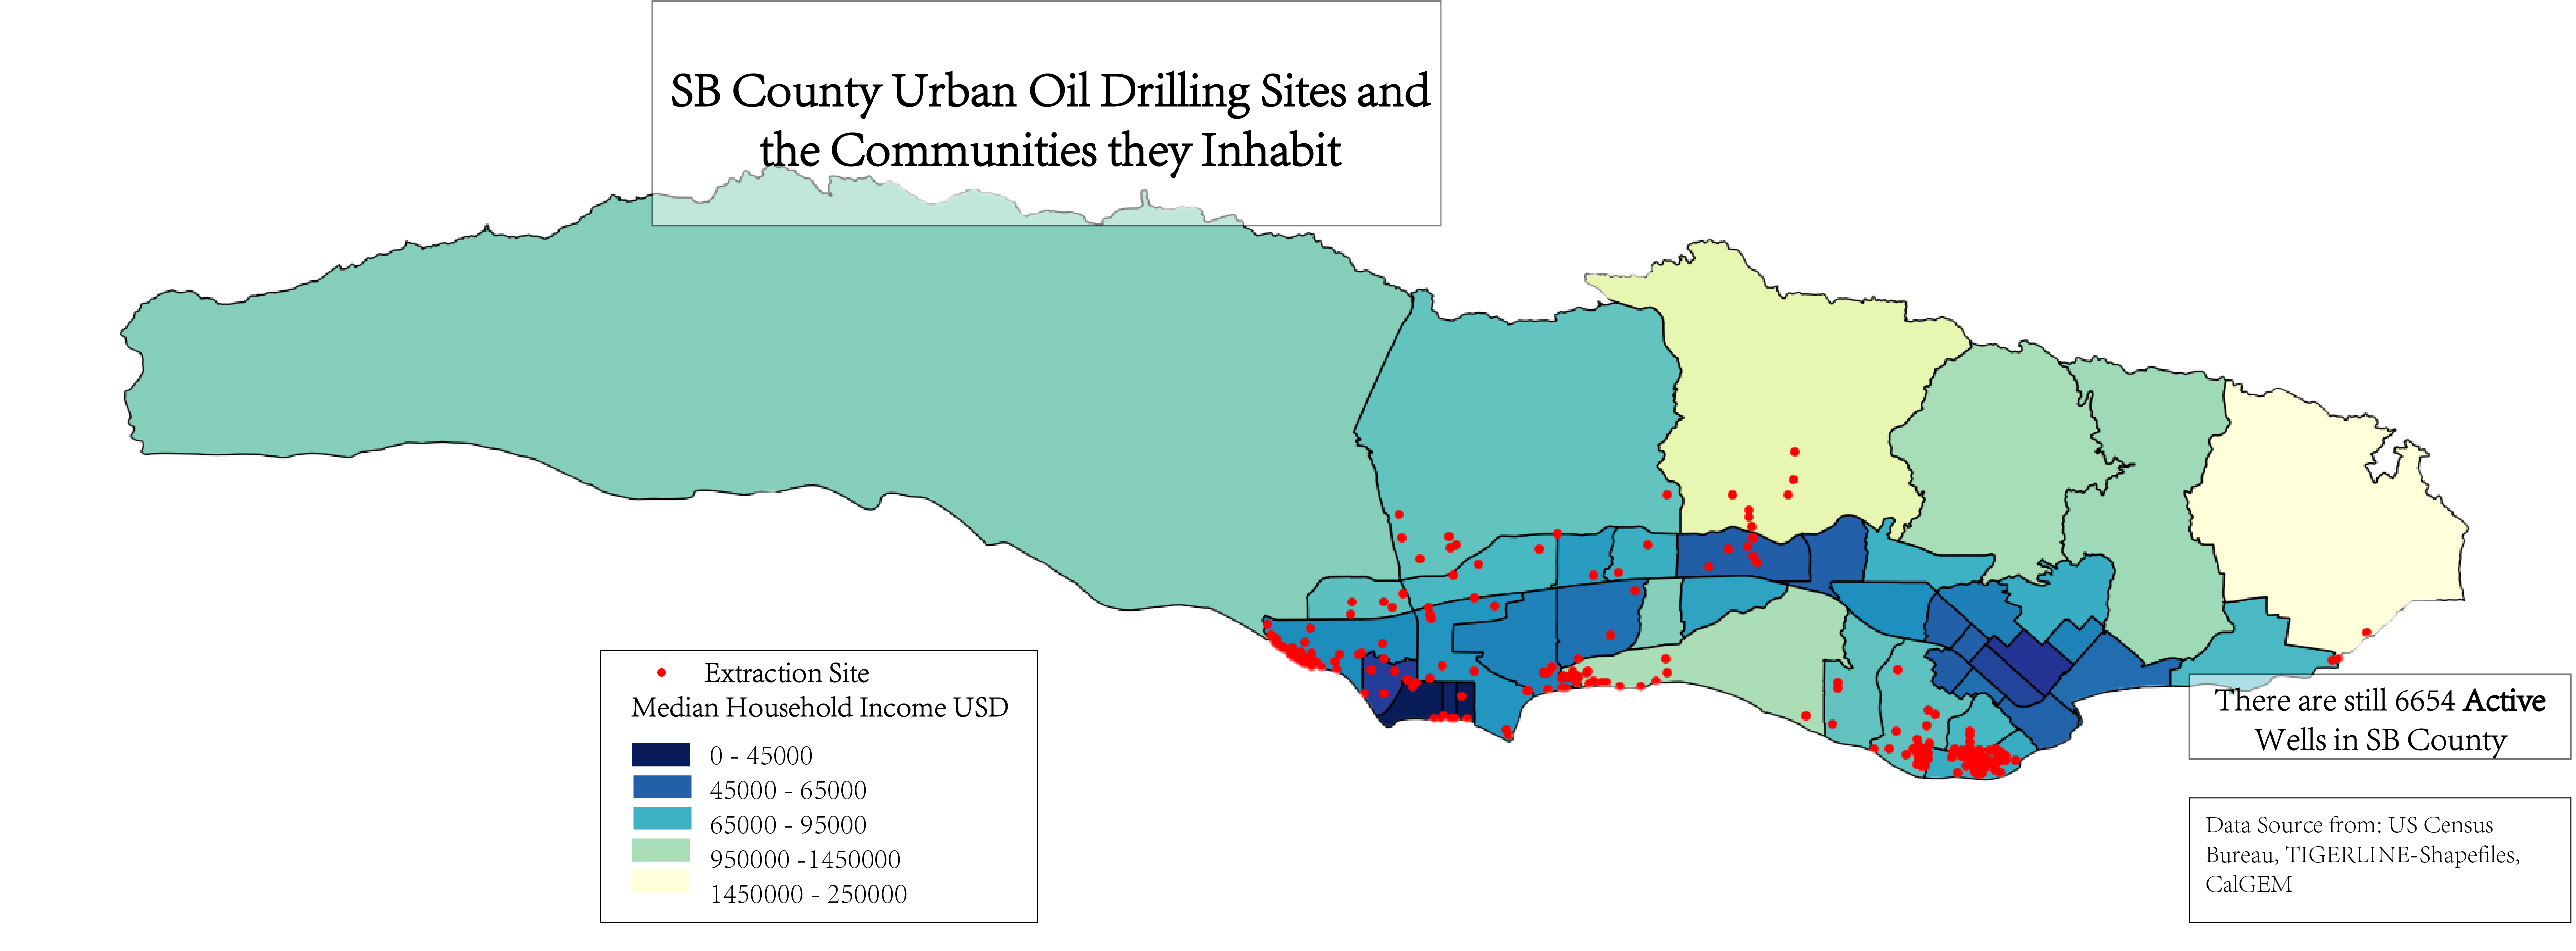 SB County Urban Oil Drilling Sites and
the Communities they Inhabit
Extraction Site
Median Household Income USD
0 - 45000
45000 - 65000
65000 - 95000
950000 -1450000
1450000 - 250000
There are still 6654 Active
Wells in SB County
Data Source from: US Census
Bureau, TIGERLINE-Shapefiles,
CalGEM